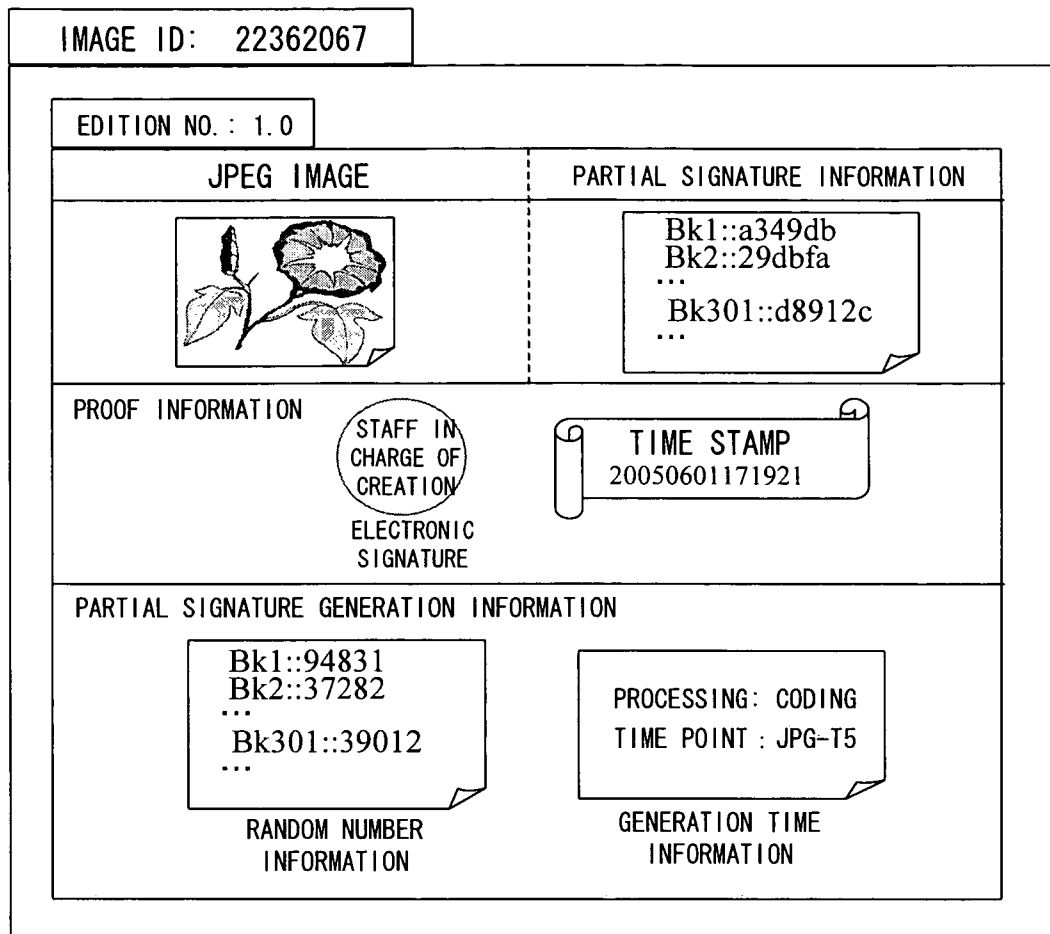 IMAGE ID: 22362067
EDITION NO.: 1.0
JPEG IMAGE
PARTIAL SIGNATURE INFORMATION
Bk1::a349db
Bk2::29dbfa
...
Bk301::d8912c
...
PROOF INFORMATION
STAFF IN
CHARGE OF
CREATION
ELECTRONIC
SIGNATURE
TIME STAMP
20050601171921
PARTIAL SIGNATURE GENERATION INFORMATION
Bk1::94831
Bk2::37282
...
Bk301::39012
...
RANDOM NUMBER
INFORMATION
PROCESSING: CODING
TIME POINT : JPG-T5
GENERATION TIME
INFORMATION